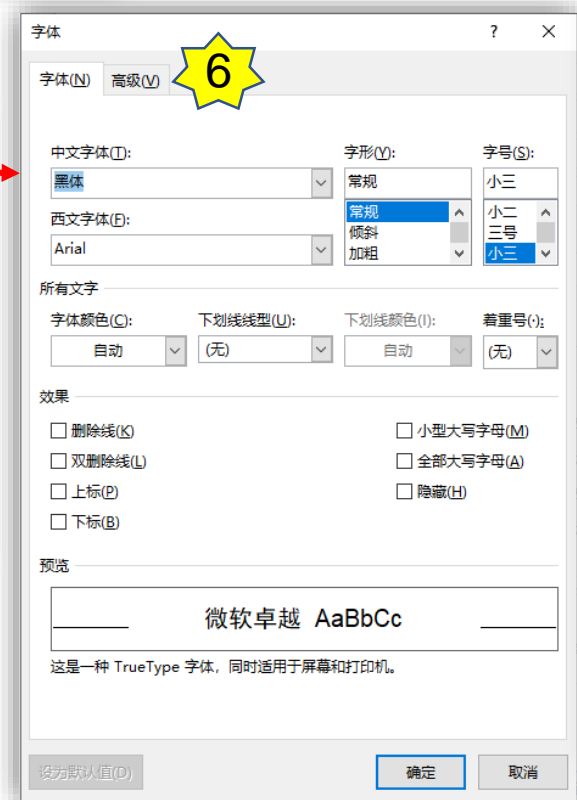 字体 ? ×
字体(N) 高级(V) 6
中文字体(T): 字形(Y): 字号(S):
黑体 常规 小三
常规 小二
西文字体(F): 倾斜 三号
Arial 加粗 小三
所有文字
字体颜色(C): 下划线线型(U): 下划线颜色(I): 着重号(·):
自动 (无) 自动 (无)
效果
删除线(K) 小型大写字母(M)
双删除线(L) 全部大写字母(A)
上标(P) 隐藏(H)
下标(B)
预览
微软卓越 AaBbCc
这是一种 TrueType 字体，同时适用于屏幕和打印机。
设为默认值(D) 确定 取消